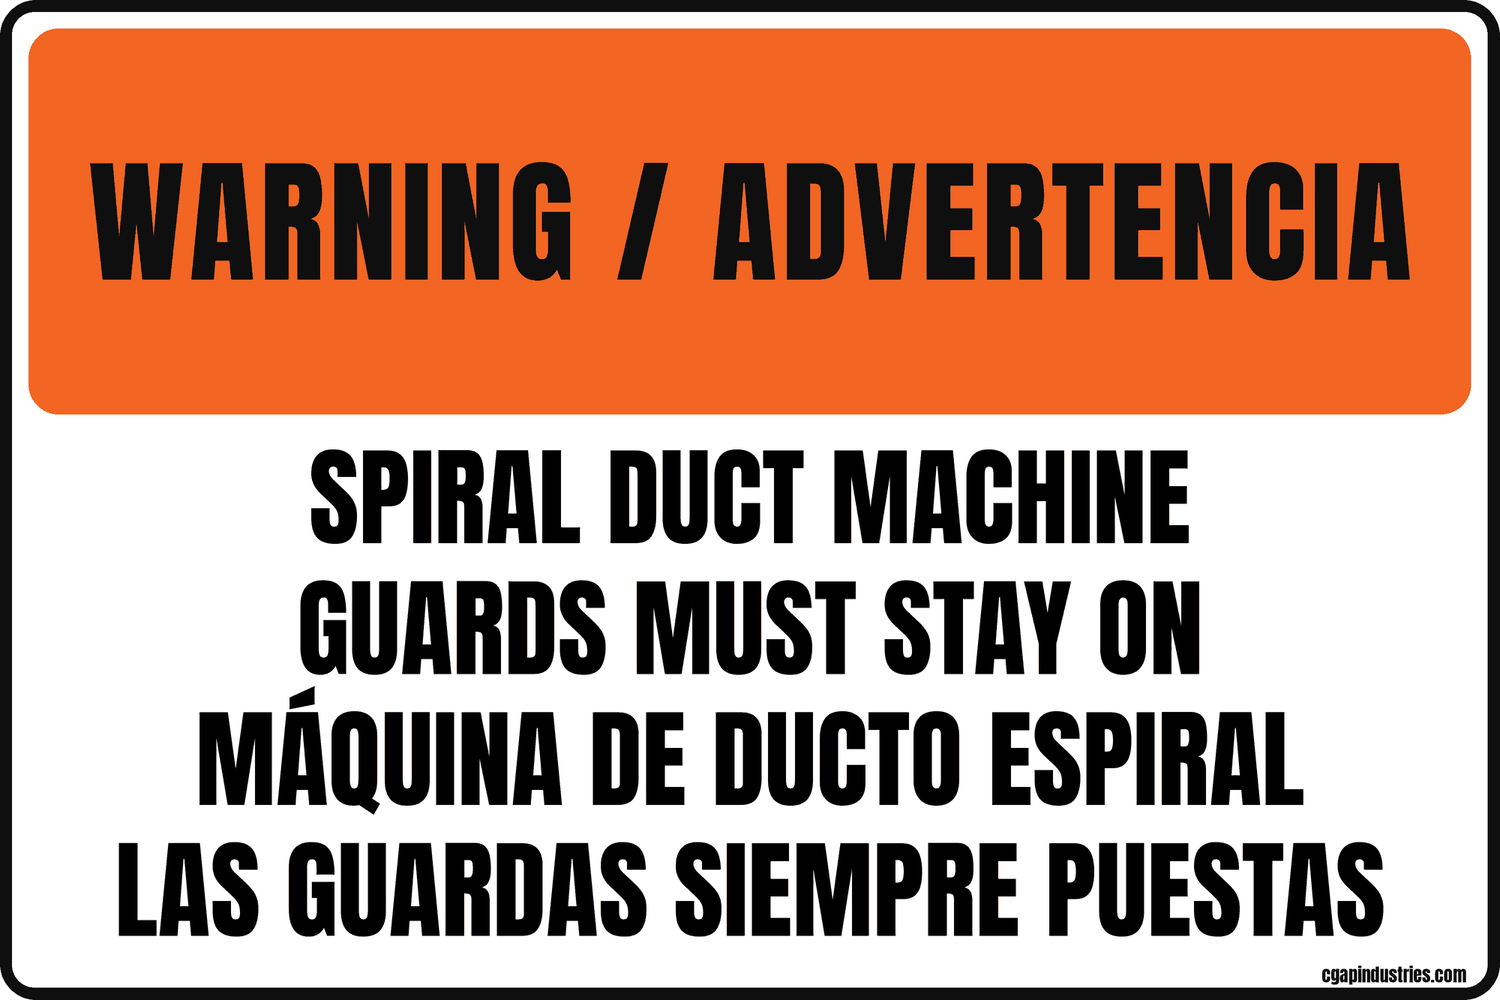 WARNING / ADVERTENCIA
SPIRAL DUCT MACHINE
GUARDS MUST STAY ON
MÁQUINA DE DUCTO ESPIRAL
LAS GUARDAS SIEMPRE PUESTAS
cgapindustries.com